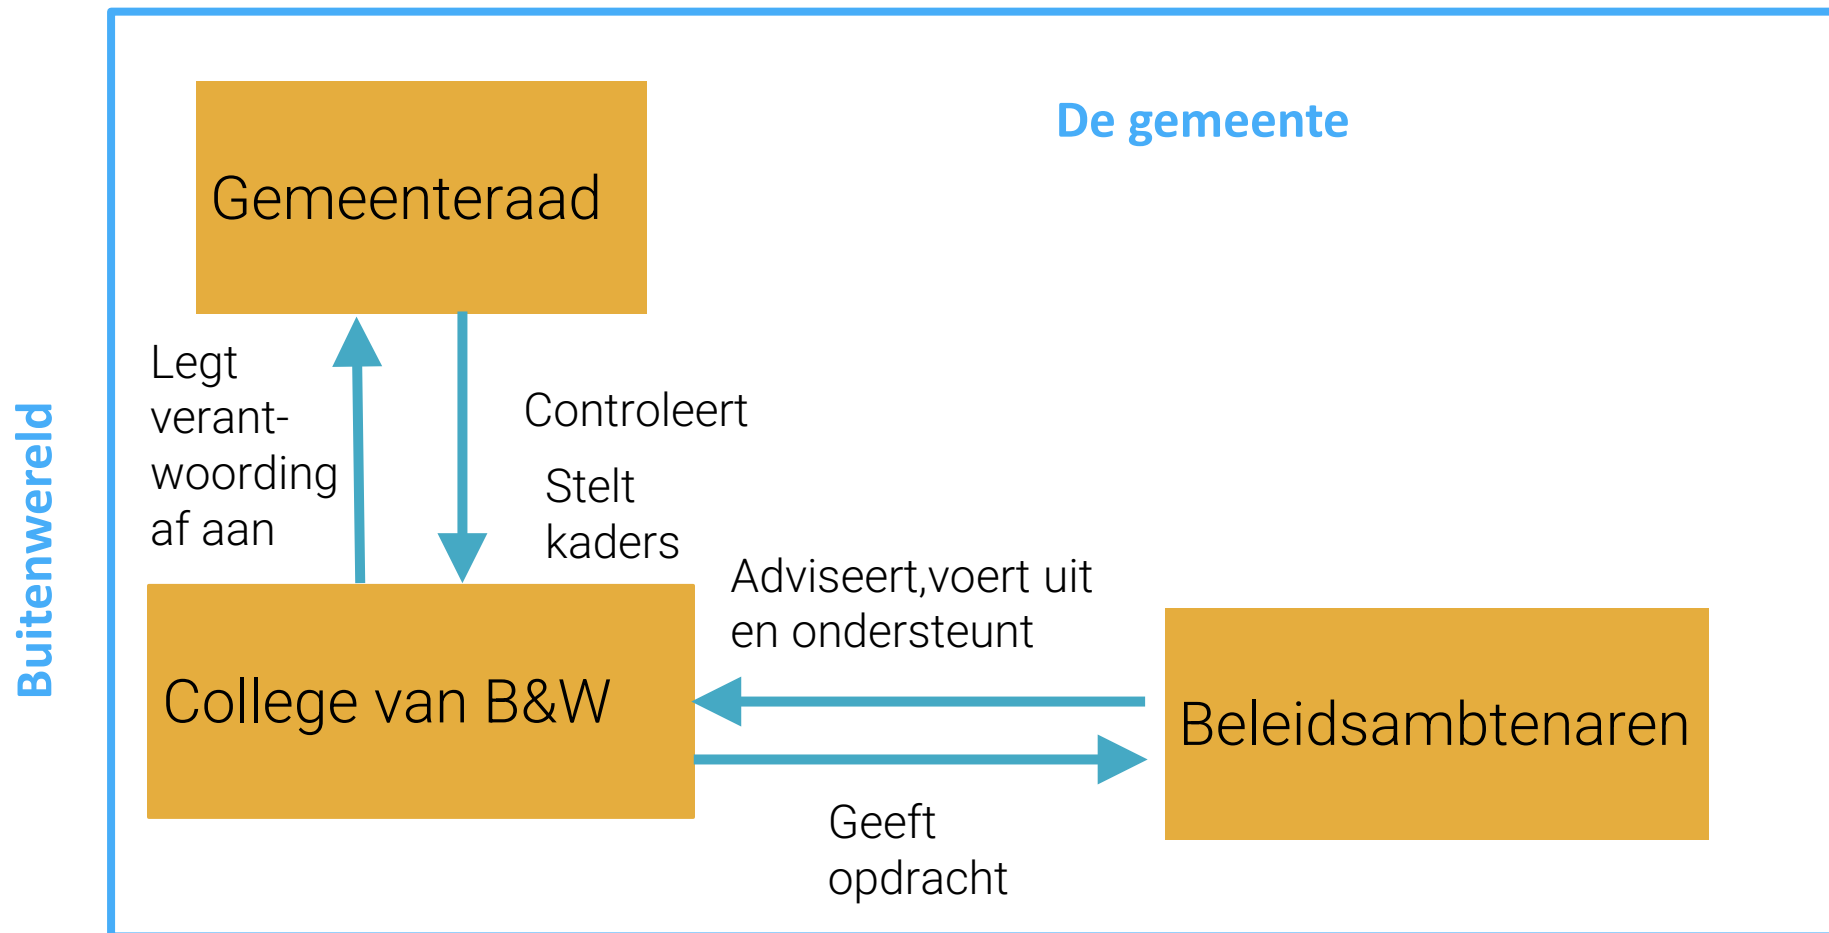 De gemeente
Gemeenteraad
Legt
verant-
woording
af aan
Controleert
Stelt
kaders
Buitenwereld
Adviseert,voert uit
en ondersteunt
College van B&W
Beleidsambtenaren
Geeft
opdracht